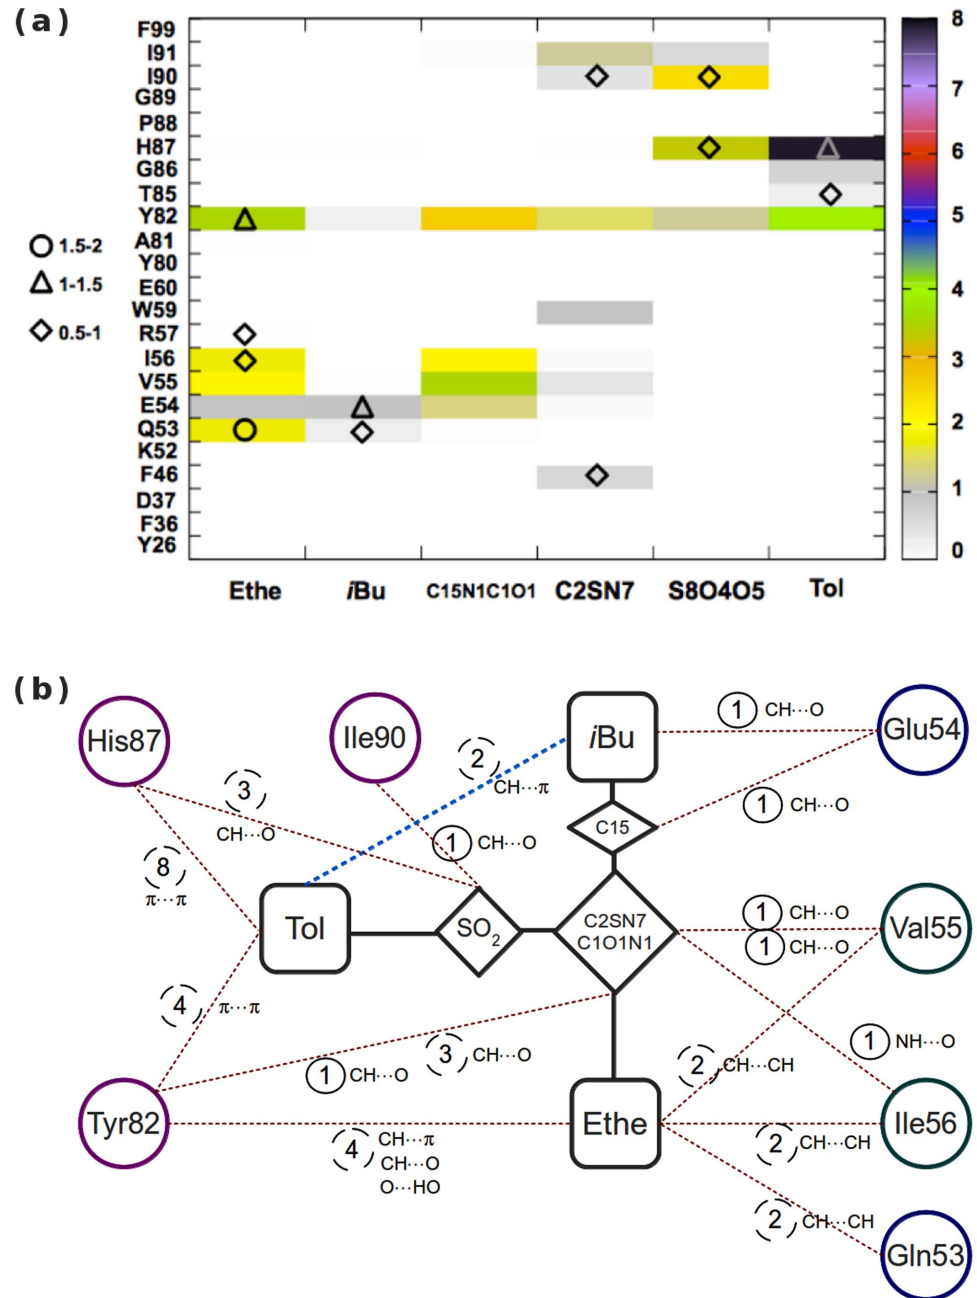 (a)
F99
I91
I90
G89
P88
H87
G86
T85
Y82
A81
Y80
E60
W59
R57
I56
V55
E54
Q53
K52
F46
D37
F36
Y26
1.5-2
1-1.5
0.5-1
8
7
6
5
4
3
2
1
0
Ethe
iBu
C15N1C1O1
C2SN7
S8O4O5
Tol
(b)
His87
Ile90
iBu
Glu54
1 CH···O
2
CH···π
3
CH···O
1 CH···O
C15
1 CH···O
8
π···π
Tol
SO2
C2SN7
C1O1N1
1 CH···O
1 CH···O
Val55
4 π···π
3 CH···O
1 CH···O
1 NH···O
2 CH···CH
Tyr82
4
CH···π
CH···O
O···HO
Ethe
2 CH···CH
Ile56
2 CH···CH
Gln53